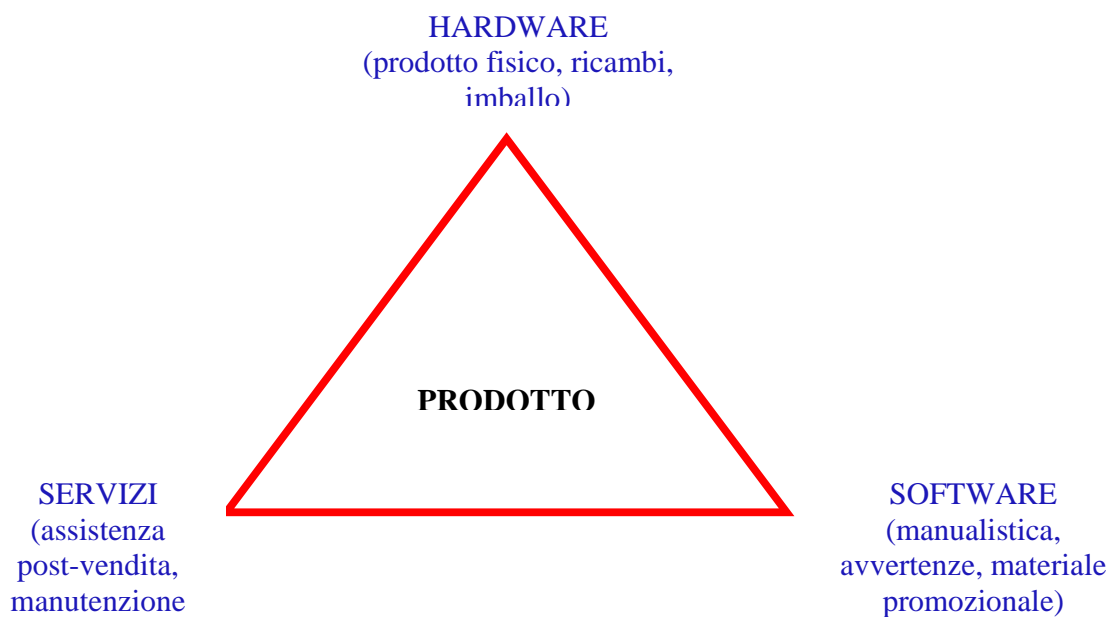 HARDWARE
(prodotto fisico, ricambi,
imballo)
PRODOTTO
SERVIZI
(assistenza
post-vendita,
manutenzione
SOFTWARE
(manualistica,
avvertenze, materiale
promozionale)